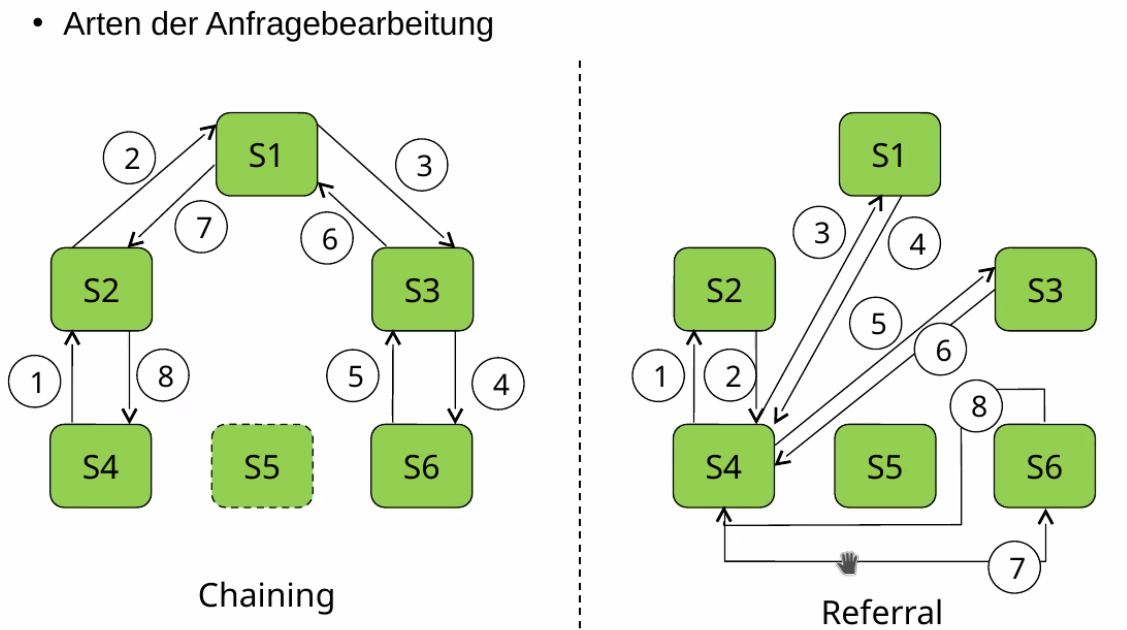 • Arten der Anfragebearbeitung
S1
2
3
7
6
S2
S3
1
8
5
4
S4
S5
S6
Chaining
S1
3
4
S2
S3
5
6
1
2
8
S4
S5
S6
7
Referral